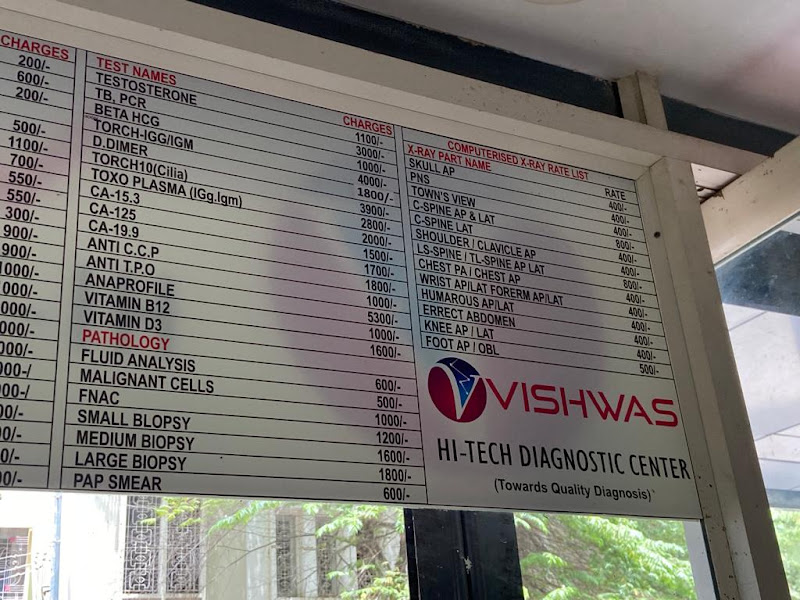 CHARGES
200/-
600/-
200/-
500/-
1100/-
700/-
550/-
550/-
300/-
900/-
900/-
TEST NAMES CHARGES
TESTOSTERONE 1100/-
TB, PCR 3000/-
BETA HCG 1000/-
TORCH-IGG/IGM 4000/-
D.DIMER 1800/-
TORCH10(Cilia) 3900/-
TOXO PLASMA (IGg.Igm) 2800/-
CA-15.3 2000/-
CA-125 1500/-
CA-19.9 1700/-
ANTI C.C.P 1800/-
ANTI T.P.O 1000/-
ANAPROFILE 5300/-
VITAMIN B12 1000/-
VITAMIN D3 1600/-
PATHOLOGY
FLUID ANALYSIS 600/-
MALIGNANT CELLS 500/-
FNAC 1000/-
SMALL BLOPSY 1200/-
MEDIUM BIOPSY 1600/-
LARGE BIOPSY 1800/-
PAP SMEAR 600/-
COMPUTERISED X-RAY RATE LIST
X-RAY PART NAME RATE
SKULL AP 400/-
PNS 400/-
TOWN'S VIEW 400/-
C-SPINE AP & LAT 800/-
C-SPINE LAT 400/-
SHOULDER / CLAVICLE AP 400/-
LS-SPINE / TL-SPINE AP LAT 800/-
CHEST PA / CHEST AP 400/-
WRIST AP/LAT FORERM AP/LAT 400/-
HUMAROUS AP/LAT 400/-
ERRECT ABDOMEN 400/-
KNEE AP / LAT 400/-
FOOT AP / OBL 500/-
VISHWAS
HI-TECH DIAGNOSTIC CENTER
(Towards Quality Diagnosis)